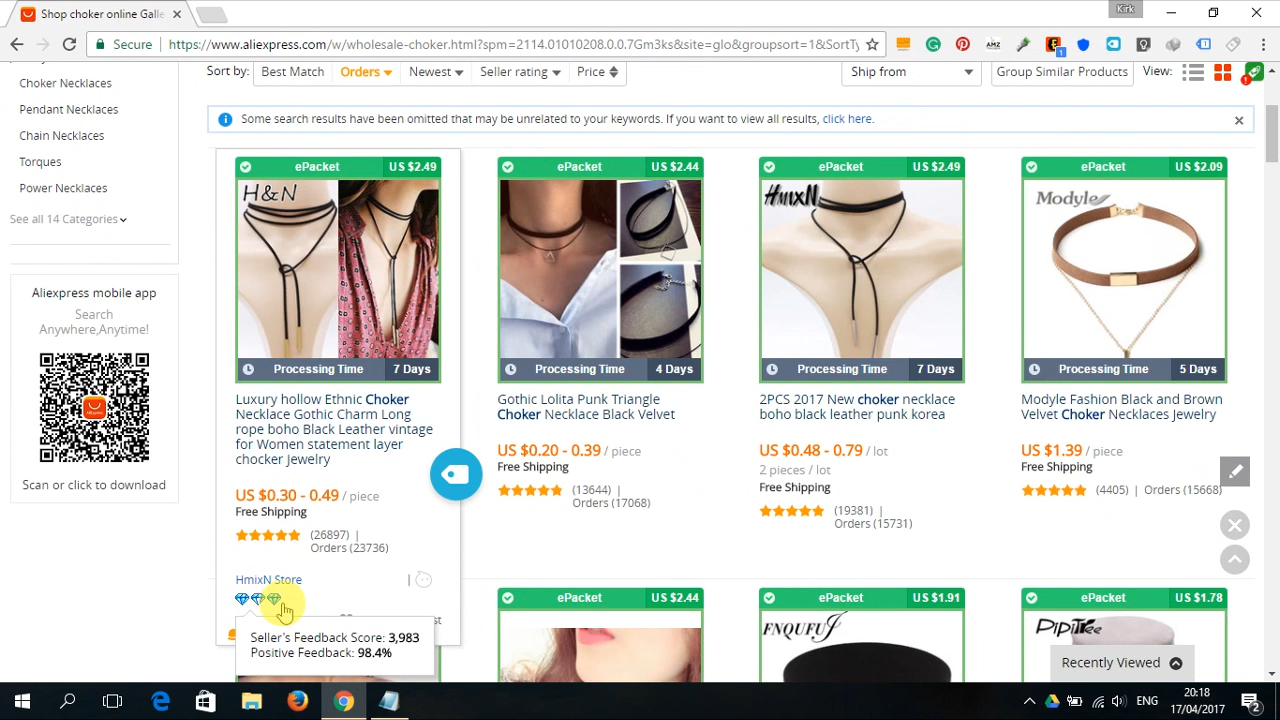 Shop choker online Galle
Kirk
Secure
https://www.aliexpress.com/w/wholesale-choker.html?spm=2114.01010208.0.0.7Gm3ks&site=glo&groupsort=1&SortTy
Choker Necklaces
Pendant Necklaces
Chain Necklaces
Torques
Power Necklaces
See all 14 Categories
Aliexpress mobile app
Search
Anywhere,Anytime!
AliExpress
Scan or click to download
Sort by:
Best Match
Orders
Newest
Seller rating
Price
Ship from
Group Similar Products
View:
Some search results have been omitted that may be unrelated to your keywords. If you want to view all results, click here.
ePacket US $2.49
H&N
Processing Time 7 Days
Luxury hollow Ethnic Choker
Necklace Gothic Charm Long
rope boho Black Leather vintage
for Women statement layer
chocker Jewelry
US $0.30 - 0.49 / piece
Free Shipping
(26897) |
Orders (23736)
HmixN Store
Seller's Feedback Score: 3,983
Positive Feedback: 98.4%
ePacket US $2.44
Processing Time 4 Days
Gothic Lolita Punk Triangle
Choker Necklace Black Velvet
US $0.20 - 0.39 / piece
Free Shipping
(13644) |
Orders (17068)
ePacket US $2.49
HmixN
Processing Time 7 Days
2PCS 2017 New choker necklace
boho black leather punk korea
US $0.48 - 0.79 / lot
2 pieces / lot
Free Shipping
(19381) |
Orders (15731)
ePacket US $2.09
Modyle
Processing Time 5 Days
Modyle Fashion Black and Brown
Velvet Choker Necklaces Jewelry
US $1.39 / piece
Free Shipping
(4405) | Orders (15668)
ePacket US $2.44
ePacket US $1.91
FNQUFUJ
ePacket US $1.78
PIPITREE
Recently Viewed
ENG
20:18
17/04/2017
2